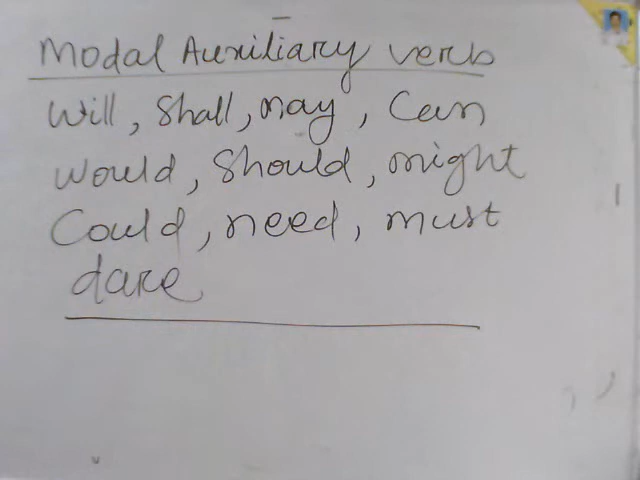 Modal Auxiliary verb
Will, Shall, may, Can
Would, Should, might
Could, need, must
dare